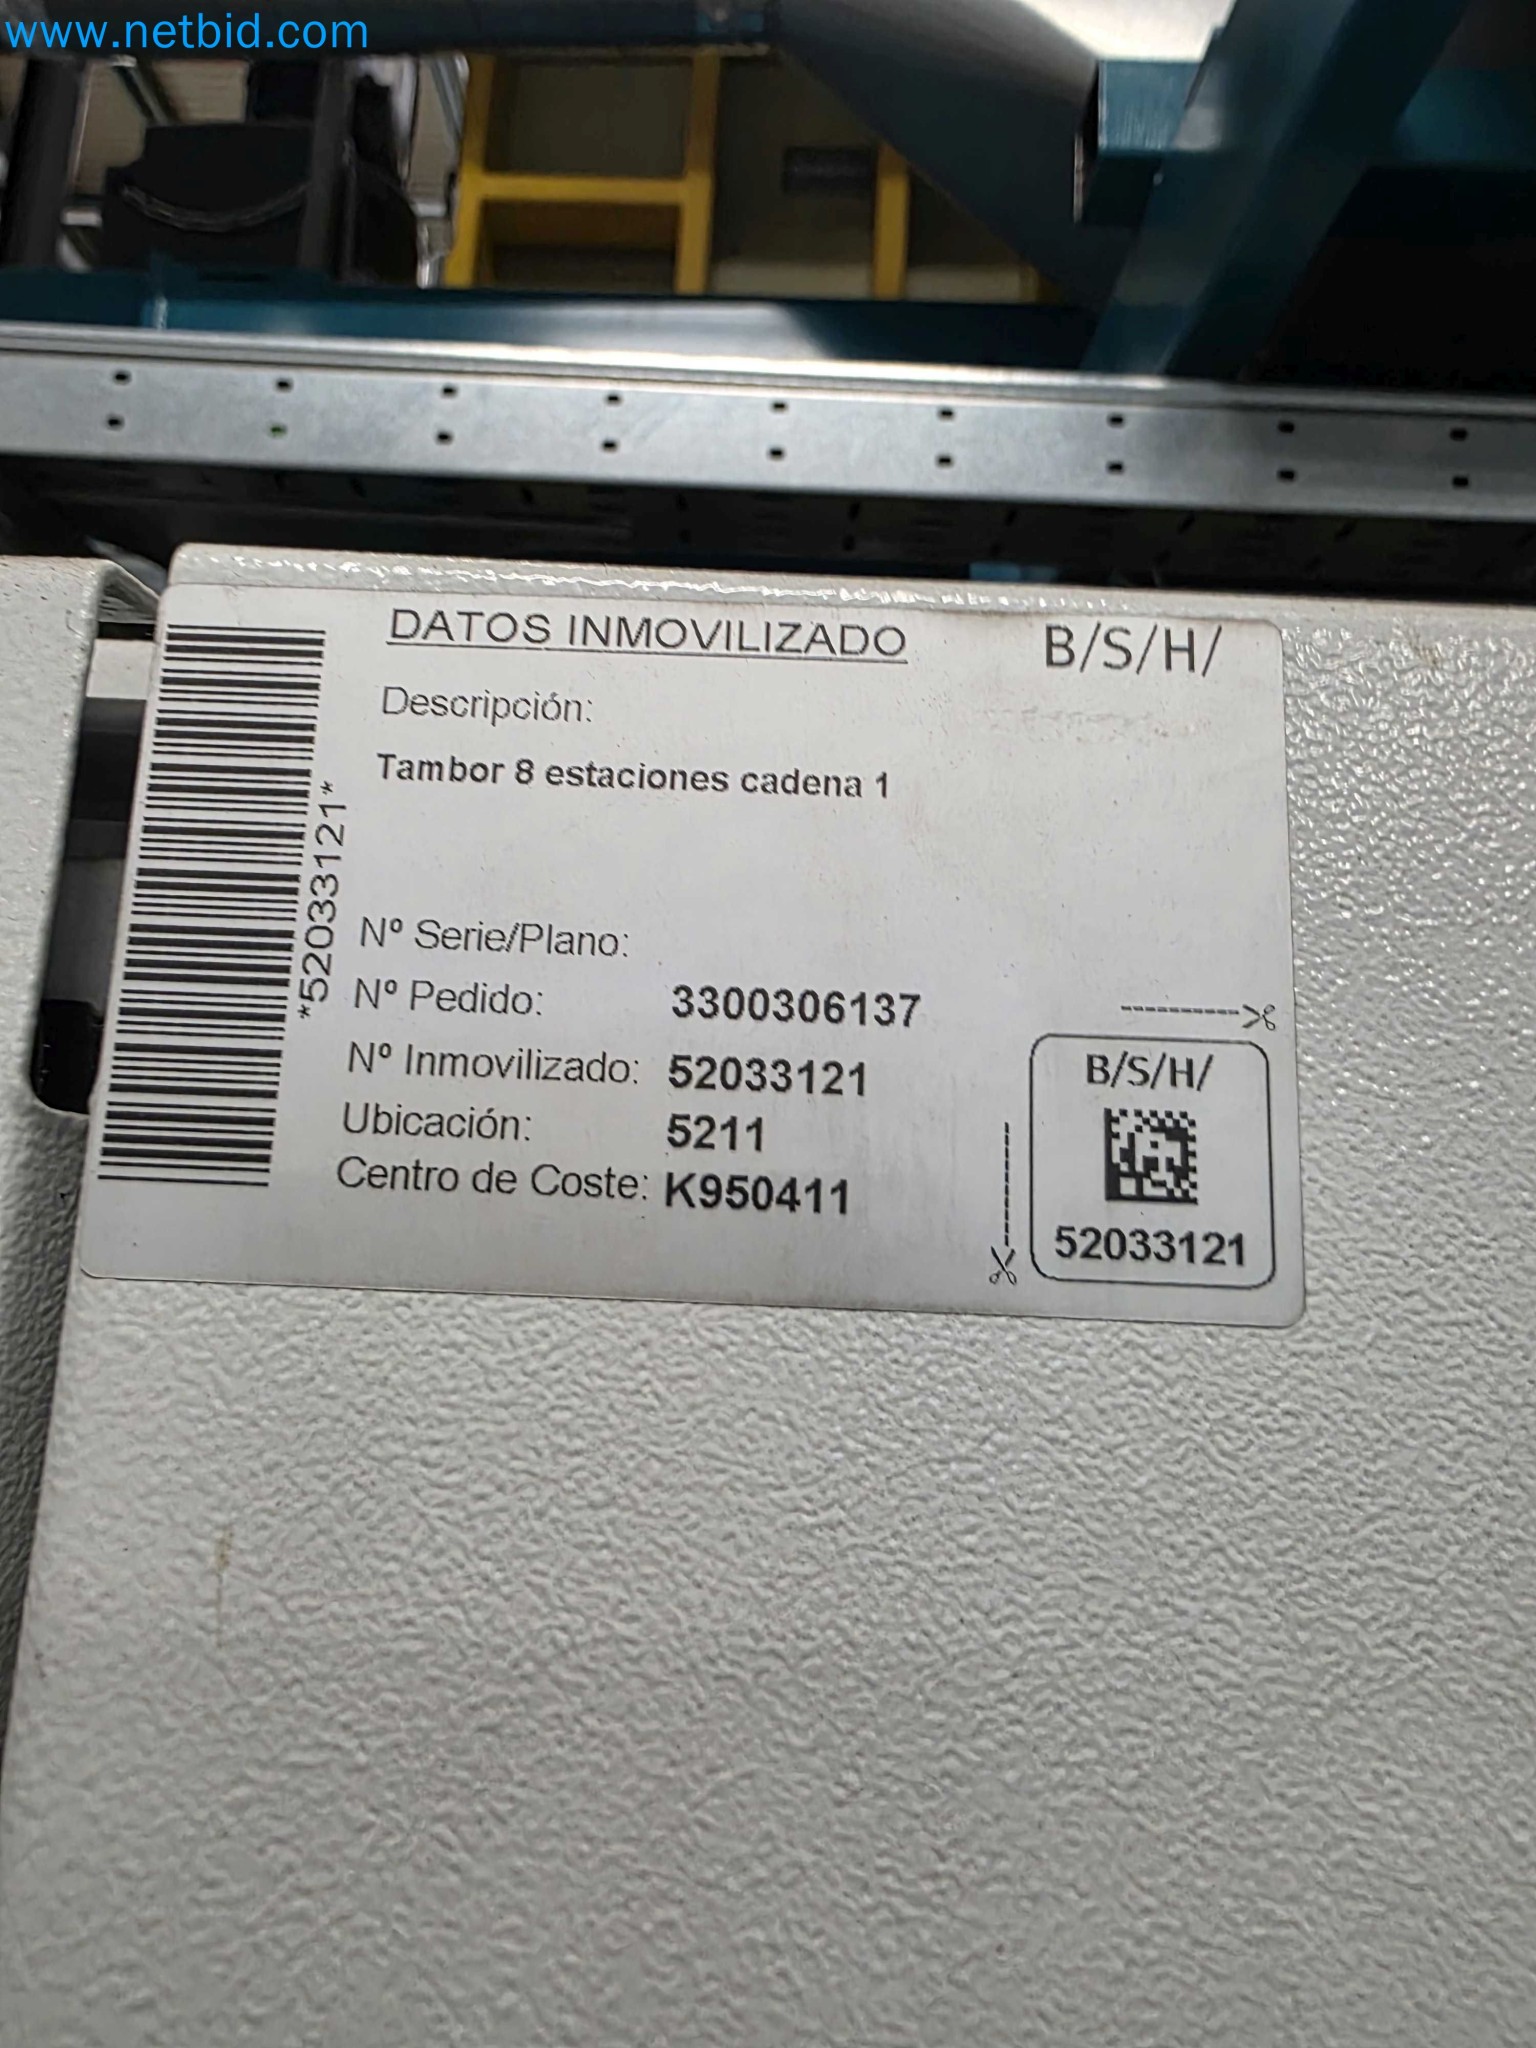 www.netbid.com
DATOS INMOVILIZADO
B/S/H/
Descripción:
Tambor 8 estaciones cadena 1
*52033121*
Nº Serie/Plano:
Nº Pedido: 3300306137
Nº Inmovilizado: 52033121
Ubicación: 5211
Centro de Coste: K950411
B/S/H/
52033121